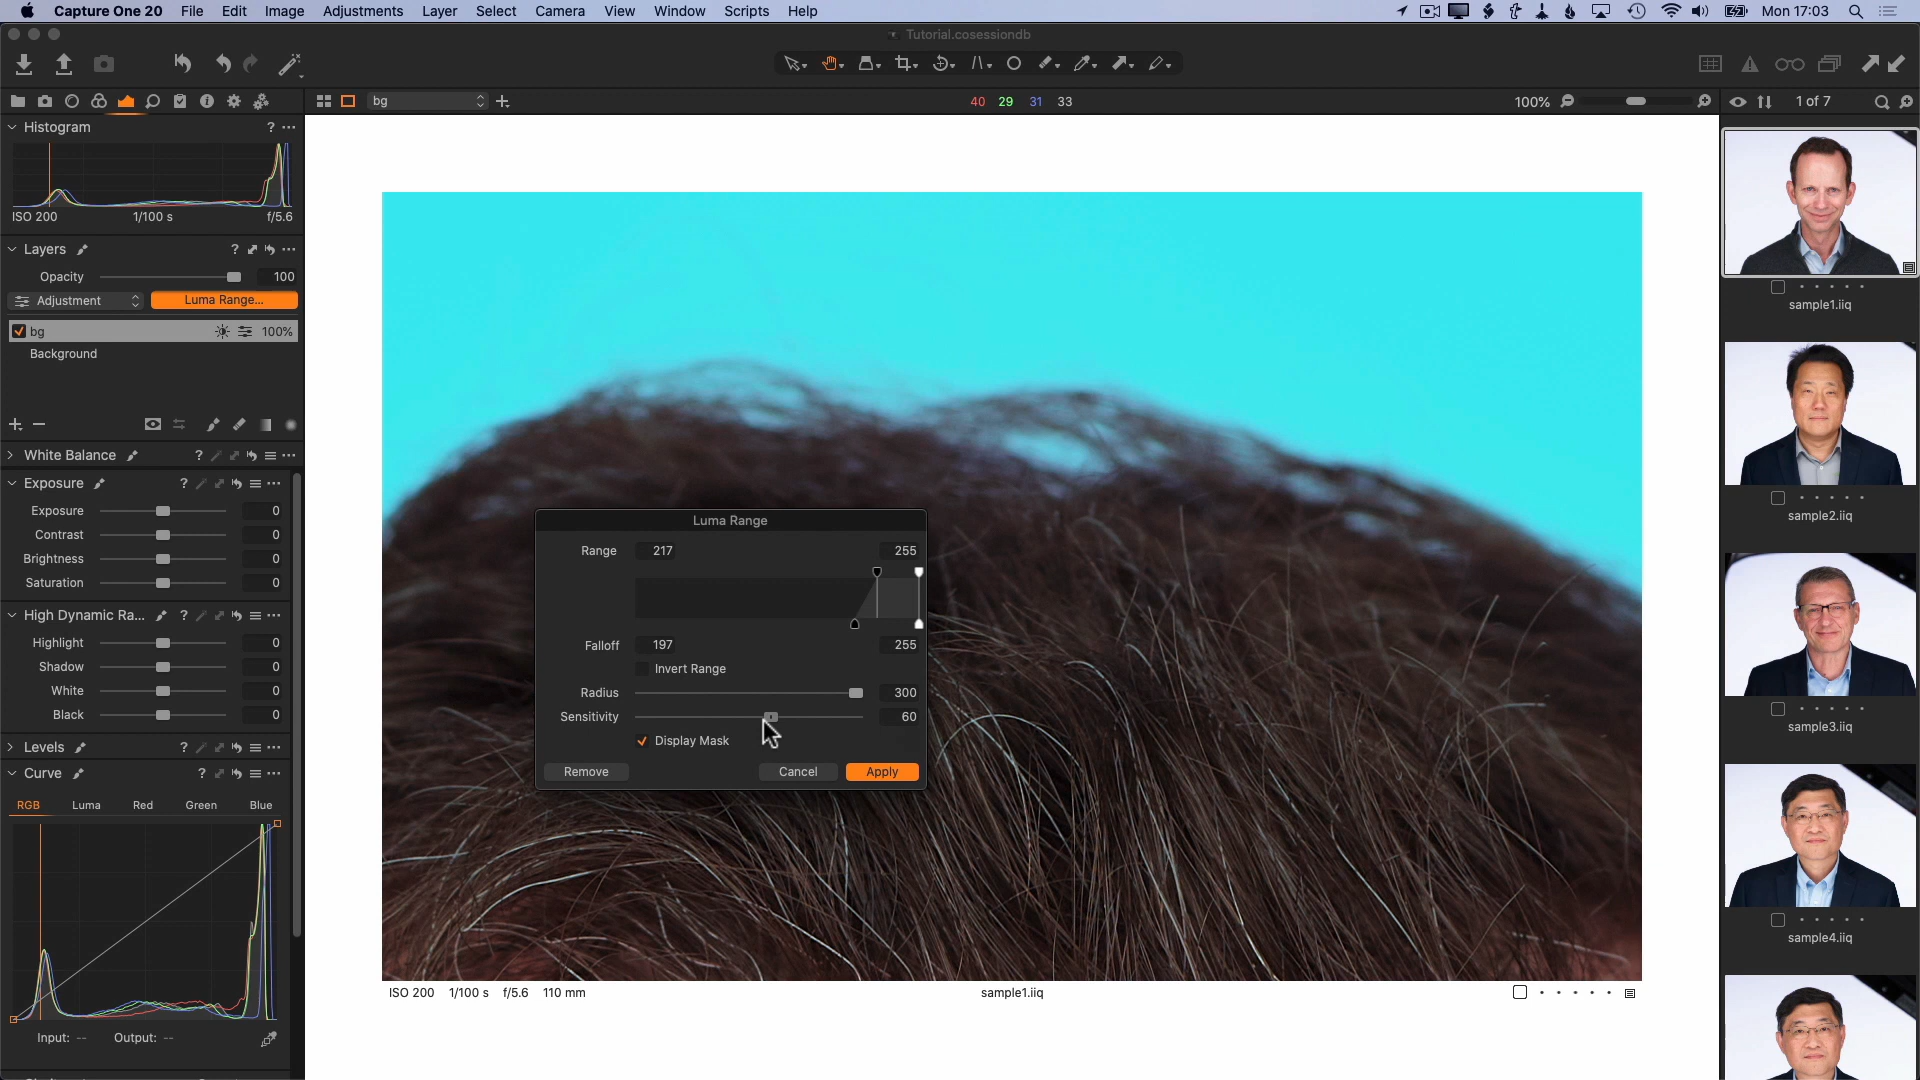 Capture One 20 File Edit Image Adjustments Layer Select Camera View Window Scripts Help Mon 17:03
Tutorial.cosessiondb
bg 40 29 31 33 100% 1 of 7
Histogram ?
ISO 200 1/100 s f/5.6
Layers ?
Opacity 100
Adjustment Luma Range...
bg 100%
Background
White Balance ?
Exposure ?
Exposure 0
Contrast 0
Brightness 0
Saturation 0
High Dynamic Ra... ?
Highlight 0
Shadow 0
White 0
Black 0
Levels ?
Curve ?
RGB Luma Red Green Blue
Input: -- Output: --
Luma Range
Range 217 255
Falloff 197 255
Invert Range
Radius 300
Sensitivity 60
Display Mask
Remove Cancel Apply
ISO 200 1/100 s f/5.6 110 mm sample1.iiq
sample1.iiq
sample2.iiq
sample3.iiq
sample4.iiq